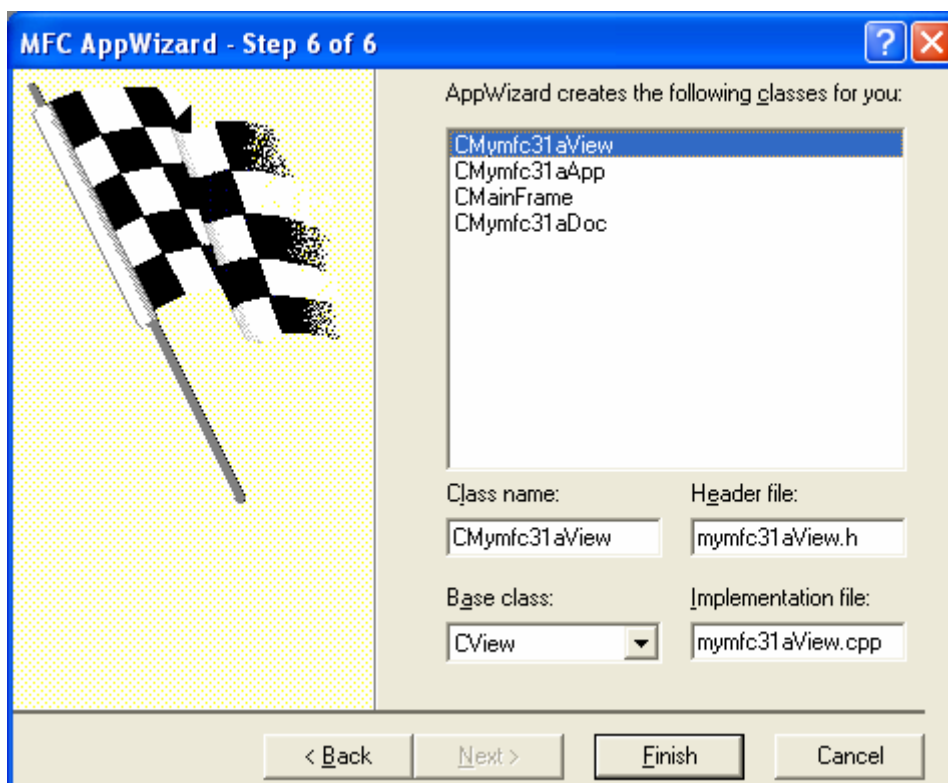 MFC AppWizard - Step 6 of 6
?
AppWizard creates the following classes for you:
CMymfc31aView
CMymfc31aApp
CMainFrame
CMymfc31aDoc
Class name:
Header file:
CMymfc31aView
mymfc31aView.h
Base class:
Implementation file:
CView
mymfc31aView.cpp
< Back
Next >
Finish
Cancel